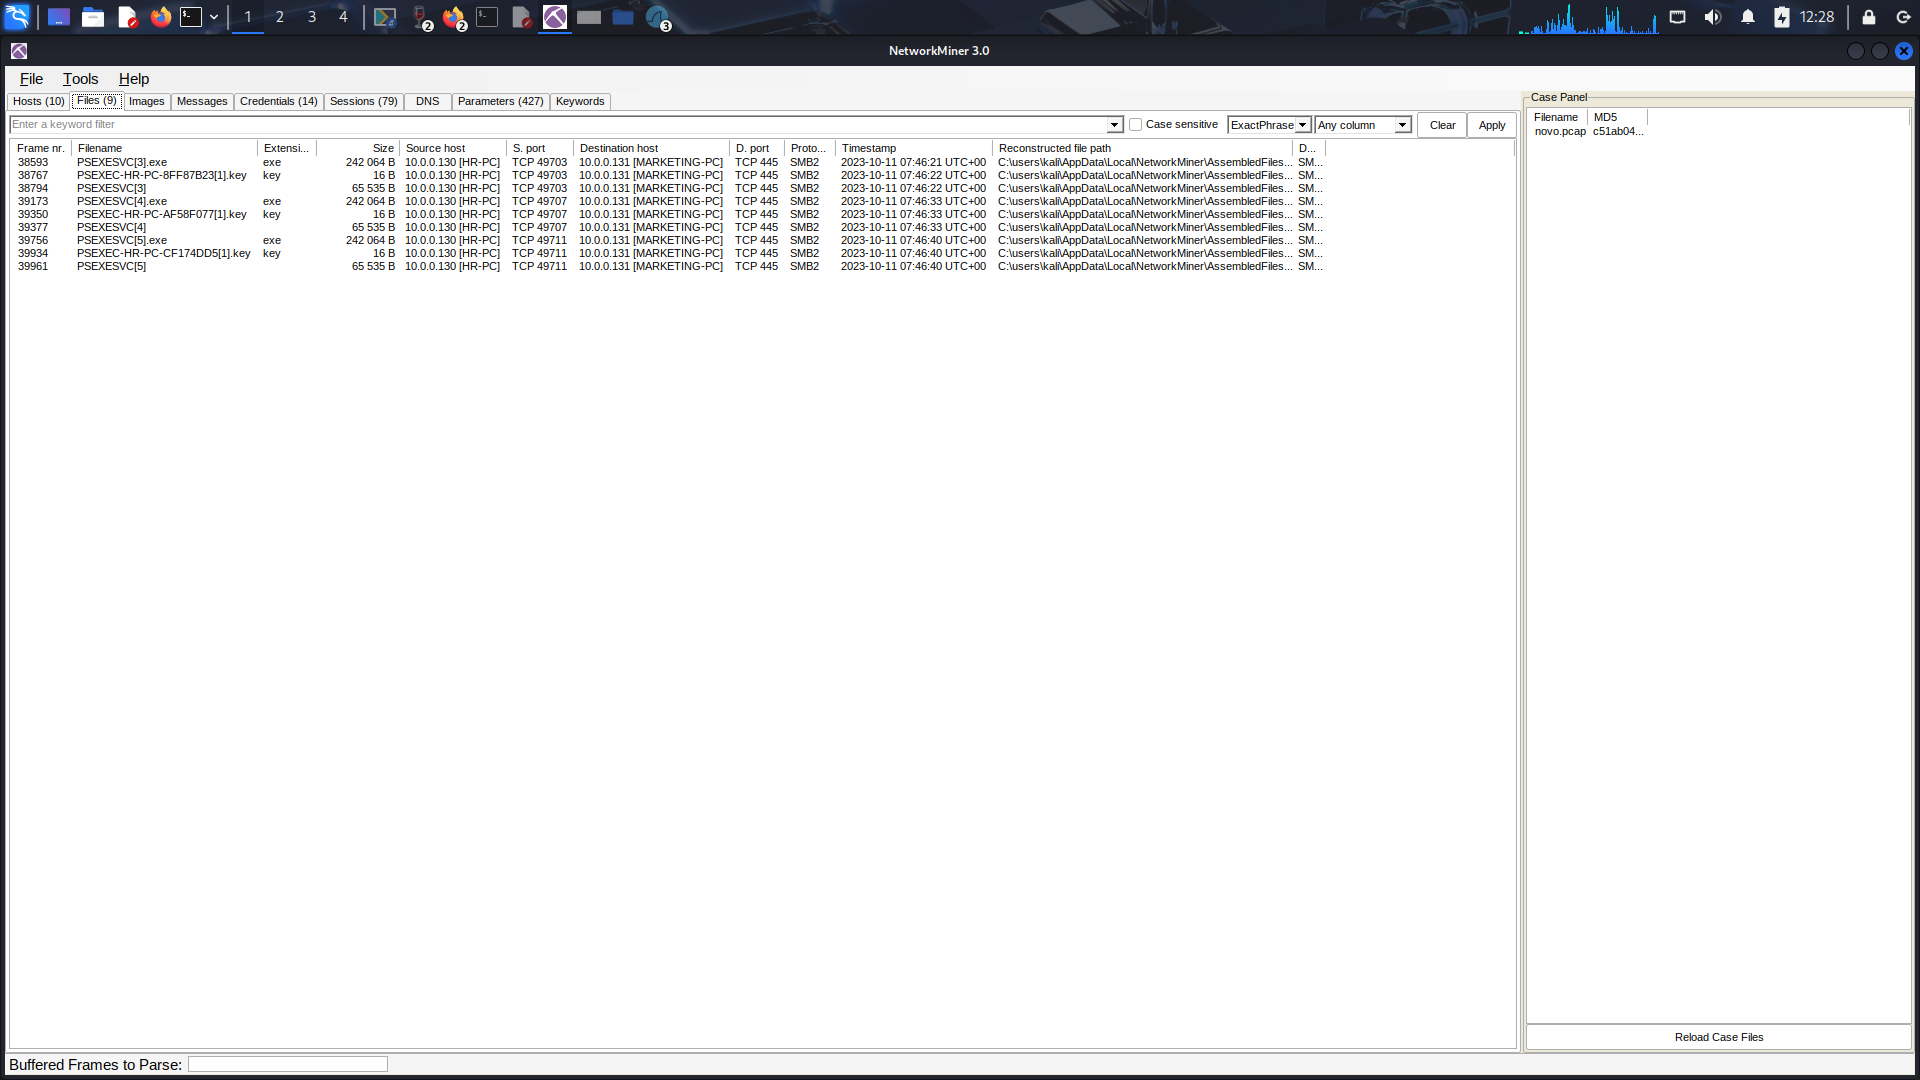 1 2 3 4 2 2 3 12:28
NetworkMiner 3.0
File Tools Help
Hosts (10) Files (9) Images Messages Credentials (14) Sessions (79) DNS Parameters (427) Keywords
Enter a keyword filter Case sensitive ExactPhrase Any column Clear Apply
Frame nr. Filename Extensi... Size Source host S. port Destination host D. port Proto... Timestamp Reconstructed file path D...
38593 PSEXESVC[3].exe exe 242 064 B 10.0.0.130 [HR-PC] TCP 49703 10.0.0.131 [MARKETING-PC] TCP 445 SMB2 2023-10-11 07:46:21 UTC+00 C:\users\kali\AppData\Local\NetworkMiner\AssembledFiles... SM...
38767 PSEXEC-HR-PC-8FF87B23[1].key key 16 B 10.0.0.130 [HR-PC] TCP 49703 10.0.0.131 [MARKETING-PC] TCP 445 SMB2 2023-10-11 07:46:22 UTC+00 C:\users\kali\AppData\Local\NetworkMiner\AssembledFiles... SM...
38794 PSEXESVC[3] 65 535 B 10.0.0.130 [HR-PC] TCP 49703 10.0.0.131 [MARKETING-PC] TCP 445 SMB2 2023-10-11 07:46:22 UTC+00 C:\users\kali\AppData\Local\NetworkMiner\AssembledFiles... SM...
39173 PSEXESVC[4].exe exe 242 064 B 10.0.0.130 [HR-PC] TCP 49707 10.0.0.131 [MARKETING-PC] TCP 445 SMB2 2023-10-11 07:46:33 UTC+00 C:\users\kali\AppData\Local\NetworkMiner\AssembledFiles... SM...
39350 PSEXEC-HR-PC-AF58F077[1].key key 16 B 10.0.0.130 [HR-PC] TCP 49707 10.0.0.131 [MARKETING-PC] TCP 445 SMB2 2023-10-11 07:46:33 UTC+00 C:\users\kali\AppData\Local\NetworkMiner\AssembledFiles... SM...
39377 PSEXESVC[4] 65 535 B 10.0.0.130 [HR-PC] TCP 49707 10.0.0.131 [MARKETING-PC] TCP 445 SMB2 2023-10-11 07:46:33 UTC+00 C:\users\kali\AppData\Local\NetworkMiner\AssembledFiles... SM...
39756 PSEXESVC[5].exe exe 242 064 B 10.0.0.130 [HR-PC] TCP 49711 10.0.0.131 [MARKETING-PC] TCP 445 SMB2 2023-10-11 07:46:40 UTC+00 C:\users\kali\AppData\Local\NetworkMiner\AssembledFiles... SM...
39934 PSEXEC-HR-PC-CF174DD5[1].key key 16 B 10.0.0.130 [HR-PC] TCP 49711 10.0.0.131 [MARKETING-PC] TCP 445 SMB2 2023-10-11 07:46:40 UTC+00 C:\users\kali\AppData\Local\NetworkMiner\AssembledFiles... SM...
39961 PSEXESVC[5] 65 535 B 10.0.0.130 [HR-PC] TCP 49711 10.0.0.131 [MARKETING-PC] TCP 445 SMB2 2023-10-11 07:46:40 UTC+00 C:\users\kali\AppData\Local\NetworkMiner\AssembledFiles... SM...
Case Panel
Filename MD5
novo.pcap c51ab04...
Reload Case Files
Buffered Frames to Parse: